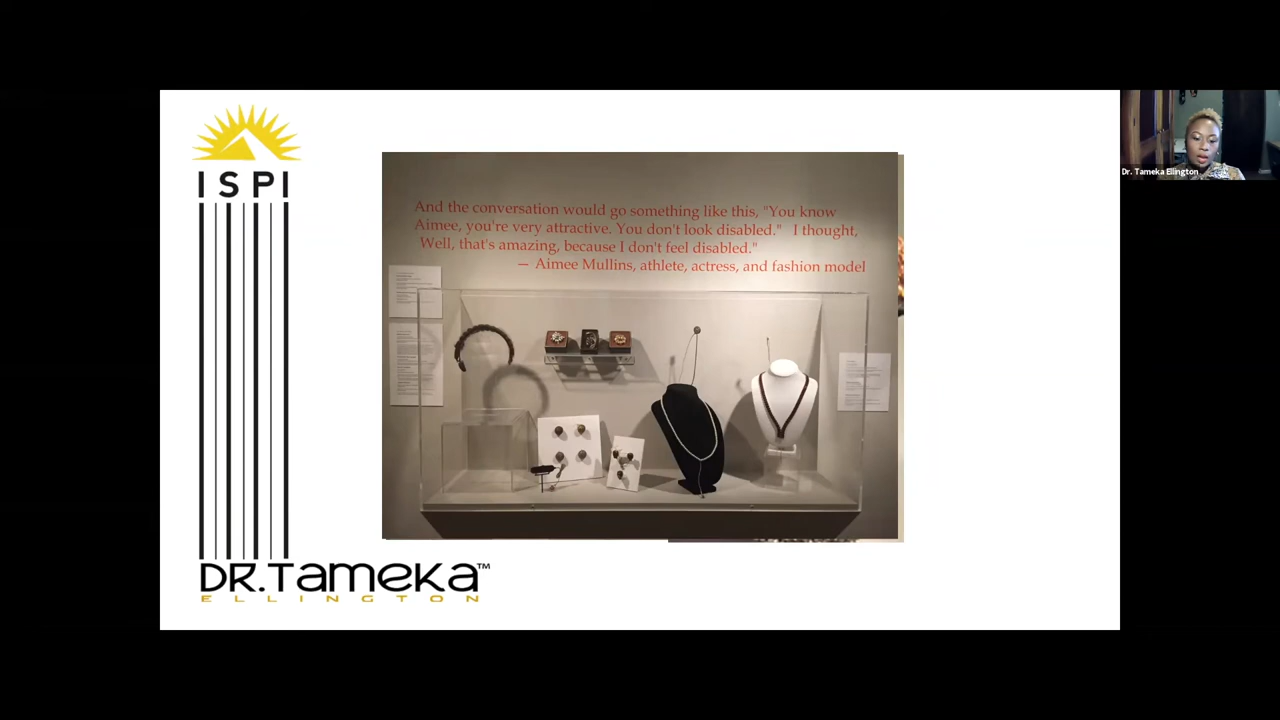 ISPI
And the conversation would go something like this, "You know
Aimee, you're very attractive. You don't look disabled." I thought,
Well, that's amazing, because I don't feel disabled."
— Aimee Mullins, athlete, actress, and fashion model
Dr. Tameka Ellington
DR.TAMEKA™
ELLINGTON